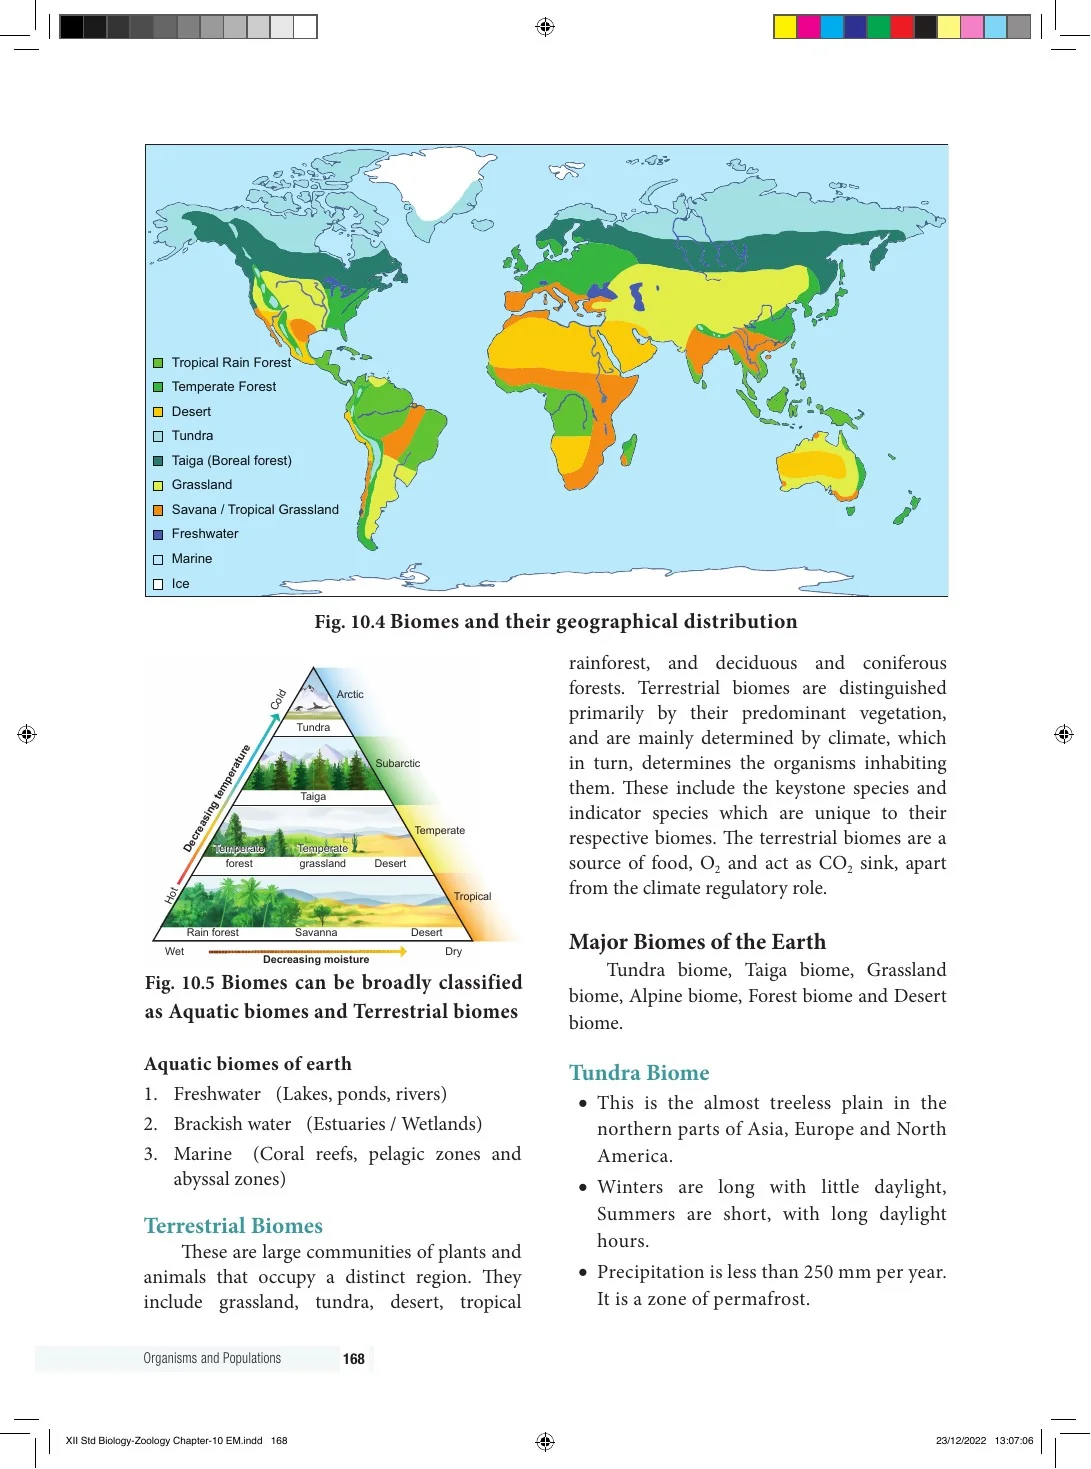 Tropical Rain Forest
Temperate Forest
Desert
Tundra
Taiga (Boreal forest)
Grassland
Savana / Tropical Grassland
Freshwater
Marine
Ice
Fig. 10.4 Biomes and their geographical distribution
Cold
Decreasing temperature
Hot
Arctic
Tundra
Subarctic
Taiga
Temperate
Temperate
forest
Temperate
grassland
Desert
Tropical
Rain forest
Savanna
Desert
Wet
Decreasing moisture
Dry
Fig. 10.5 Biomes can be broadly classified
as Aquatic biomes and Terrestrial biomes
Aquatic biomes of earth
1. Freshwater (Lakes, ponds, rivers)
2. Brackish water (Estuaries / Wetlands)
3. Marine (Coral reefs, pelagic zones and
abyssal zones)
Terrestrial Biomes
These are large communities of plants and
animals that occupy a distinct region. They
include grassland, tundra, desert, tropical
rainforest, and deciduous and coniferous
forests. Terrestrial biomes are distinguished
primarily by their predominant vegetation,
and are mainly determined by climate, which
in turn, determines the organisms inhabiting
them. These include the keystone species and
indicator species which are unique to their
respective biomes. The terrestrial biomes are a
source of food, O₂ and act as CO₂ sink, apart
from the climate regulatory role.
Major Biomes of the Earth
Tundra biome, Taiga biome, Grassland
biome, Alpine biome, Forest biome and Desert
biome.
Tundra Biome
• This is the almost treeless plain in the
northern parts of Asia, Europe and North
America.
• Winters are long with little daylight,
Summers are short, with long daylight
hours.
• Precipitation is less than 250 mm per year.
It is a zone of permafrost.
Organisms and Populations 168
XII Std Biology-Zoology Chapter-10 EM.indd 168
23/12/2022 13:07:06